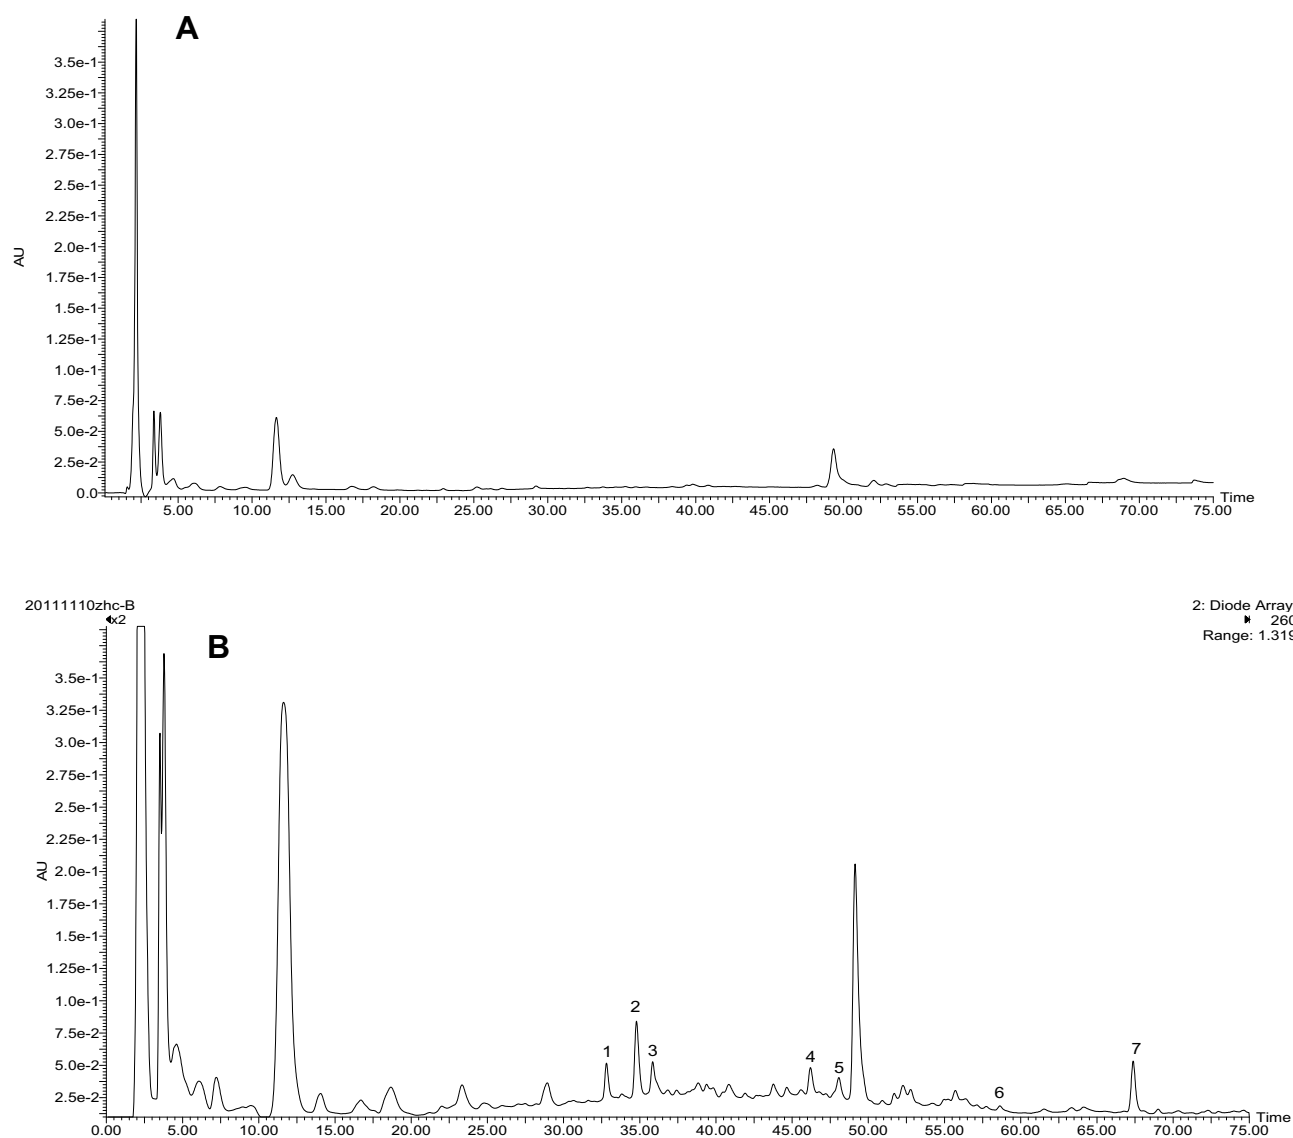 A
3.5e-1
3.25e-1
3.0e-1
2.75e-1
2.5e-1
2.25e-1
2.0e-1
1.75e-1
1.5e-1
1.25e-1
1.0e-1
7.5e-2
5.0e-2
2.5e-2
0.0
AU
5.00 10.00 15.00 20.00 25.00 30.00 35.00 40.00 45.00 50.00 55.00 60.00 65.00 70.00 75.00
Time
20111110zhc-B
x2
2: Diode Array
260
Range: 1.319
B
3.5e-1
3.25e-1
3.0e-1
2.75e-1
2.5e-1
2.25e-1
2.0e-1
1.75e-1
1.5e-1
1.25e-1
1.0e-1
7.5e-2
5.0e-2
2.5e-2
AU
1
2
3
4
5
6
7
0.00 5.00 10.00 15.00 20.00 25.00 30.00 35.00 40.00 45.00 50.00 55.00 60.00 65.00 70.00 75.00
Time